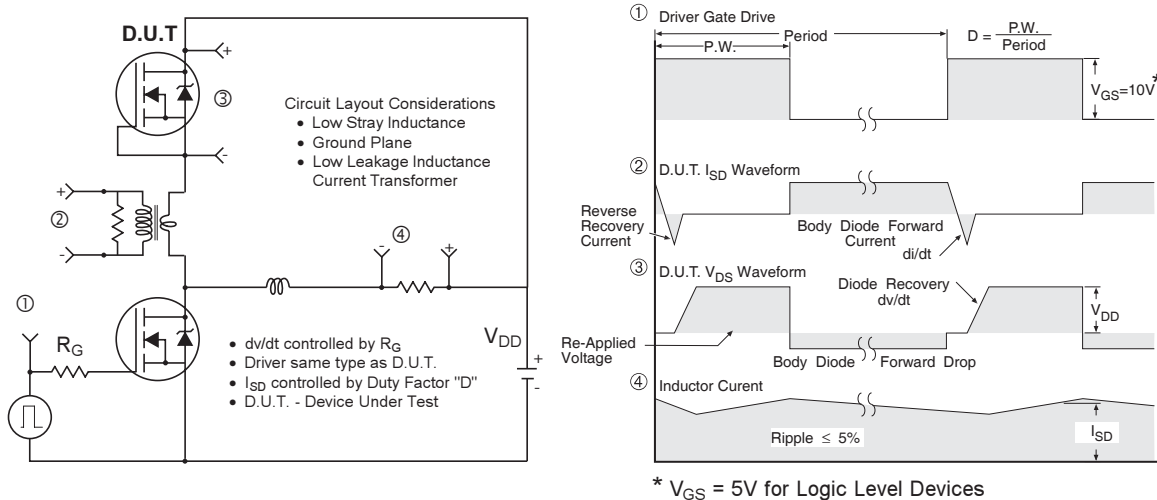 D.U.T
+
③
-
Circuit Layout Considerations
• Low Stray Inductance
• Ground Plane
• Low Leakage Inductance
Current Transformer
+
②
-
④
- +
①
R_G
V_DD
+
-
• dv/dt controlled by R_G
• Driver same type as D.U.T.
• I_SD controlled by Duty Factor "D"
• D.U.T. - Device Under Test
① Driver Gate Drive
P.W.
Period
D = P.W.
Period
V_GS=10V*
② D.U.T. I_SD Waveform
Reverse
Recovery
Current
Body Diode Forward
Current
di/dt
③ D.U.T. V_DS Waveform
Diode Recovery
dv/dt
V_DD
Re-Applied
Voltage
Body Diode Forward Drop
④ Inductor Curent
Ripple ≤ 5%
I_SD
* V_GS = 5V for Logic Level Devices